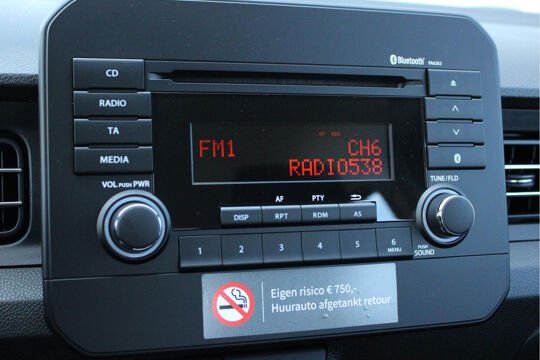 Bluetooth PA62X2
CD
RADIO
TA
MEDIA
AF REG
FM1 CH6
RADIO538
VOL PUSH PWR
TUNE/FLD
AF PTY
DISP RPT RDM AS
1 2 3 4 5 6
MENU
PUSH
SOUND
Eigen risico € 750,-
Huurauto afgetankt retour